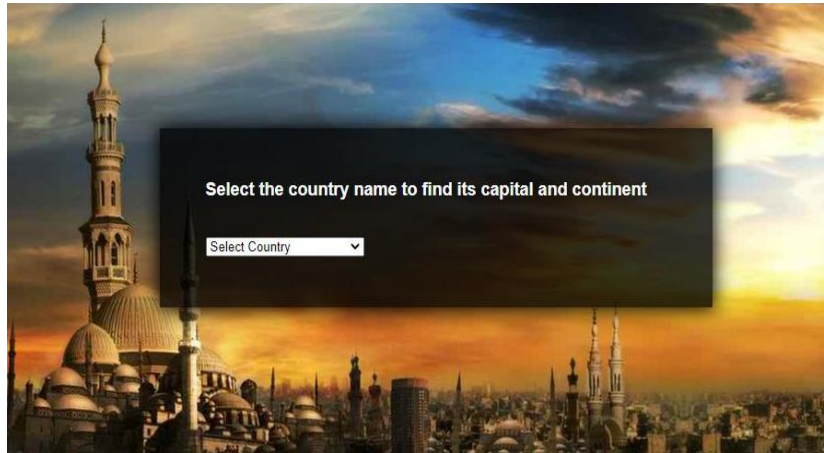 Select the country name to find its capital and continent
Select Country